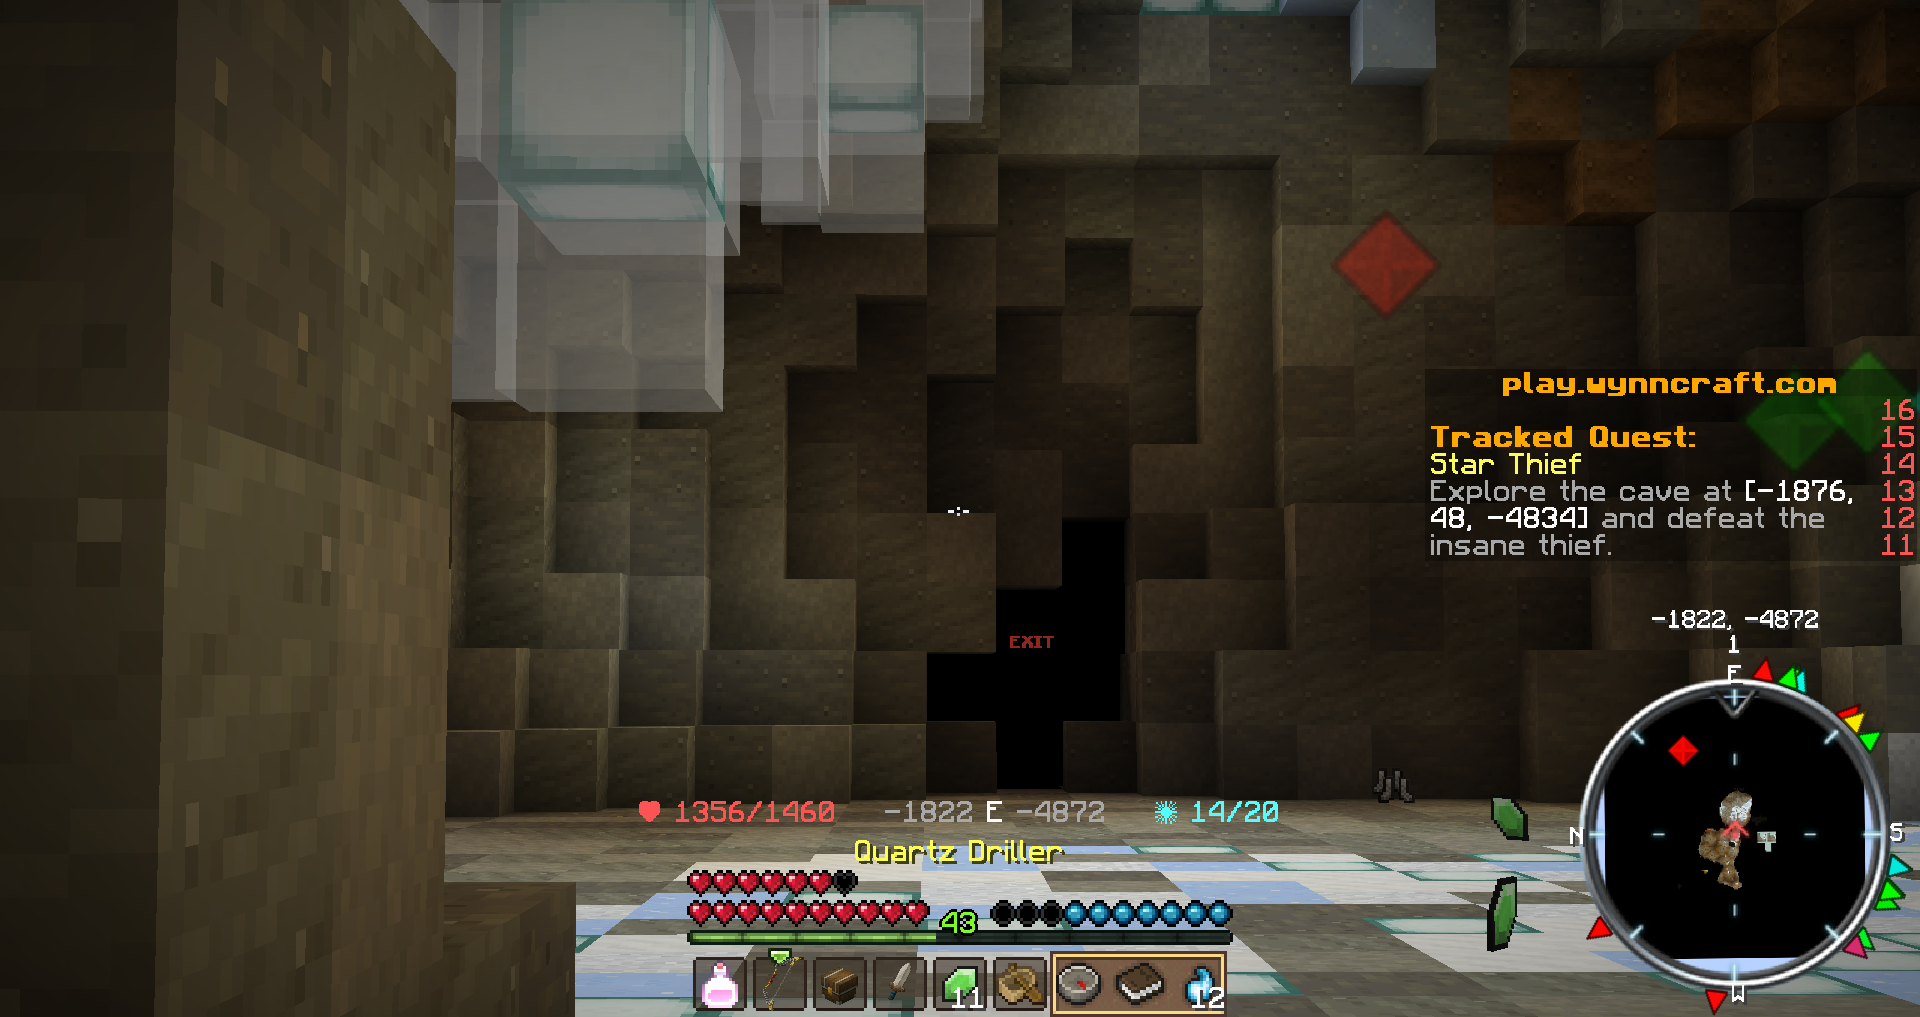 play.wynncraft.com
16
Tracked Quest: 15
Star Thief 14
Explore the cave at [-1876, 13
48, -4834] and defeat the 12
insane thief. 11
EXIT
-1822, -4872
1
E
N
S
W
1356/1460 -1822 E -4872 14/20
Quartz Driller
43
11
12